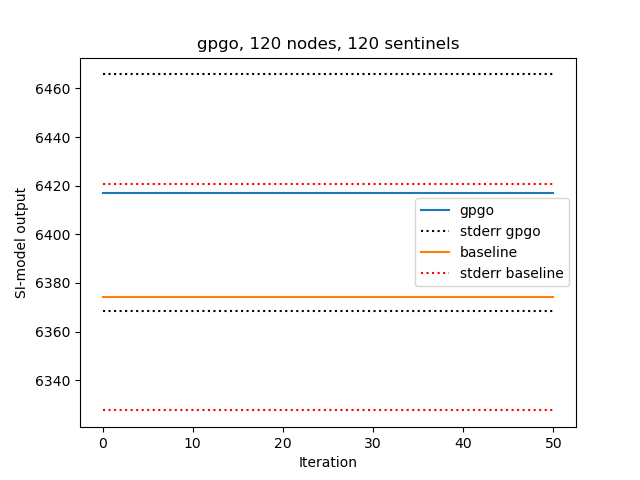 gpgo, 120 nodes, 120 sentinels
6460
6440
6420
6400
6380
6360
6340
SI-model output
gpgo
stderr gpgo
baseline
stderr baseline
0
10
20
30
40
50
Iteration